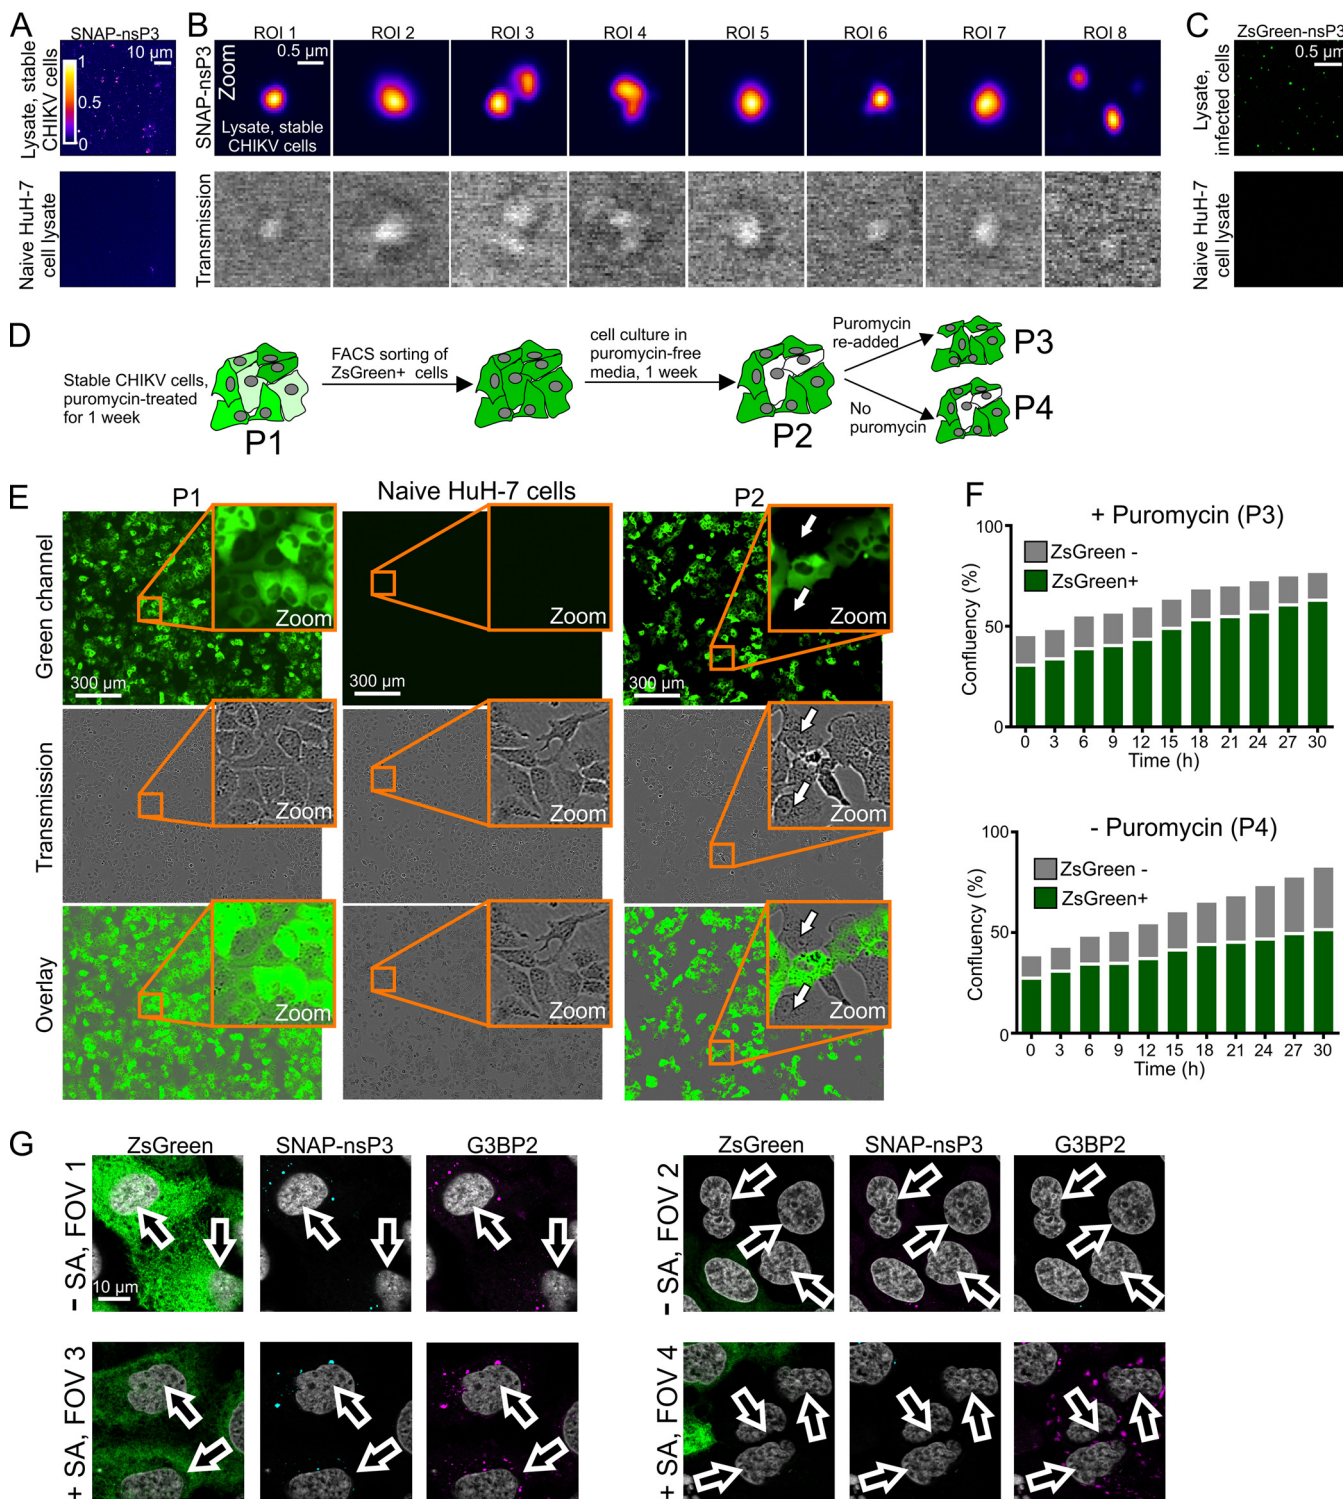 A
SNAP-nsP3
10 µm
1
0.5
0
Lysate, stable
CHIKV cells
Naive HuH-7
cell lysate
B
ROI 1
ROI 2
ROI 3
ROI 4
ROI 5
ROI 6
ROI 7
ROI 8
SNAP-nsP3
Zoom
0.5 µm
Lysate, stable
CHIKV cells
Transmission
C
ZsGreen-nsP3
0.5 µm
Lysate,
infected cells
Naive HuH-7
cell lysate
D
Stable CHIKV cells,
puromycin-treated
for 1 week
P1
FACS sorting of
ZsGreen+ cells
cell culture in
puromycin-free
media, 1 week
P2
Puromycin
re-added
P3
No
puromycin
P4
E
P1
Naive HuH-7 cells
P2
Green channel
Zoom
300 µm
Zoom
300 µm
Zoom
300 µm
Transmission
Zoom
Zoom
Zoom
Overlay
Zoom
Zoom
Zoom
F
+ Puromycin (P3)
100
50
0
Confluency (%)
ZsGreen -
ZsGreen+
0 3 6 9 12 15 18 21 24 27 30
Time (h)
- Puromycin (P4)
100
50
0
Confluency (%)
ZsGreen -
ZsGreen+
0 3 6 9 12 15 18 21 24 27 30
Time (h)
G
ZsGreen
SNAP-nsP3
G3BP2
− SA, FOV 1
10 µm
ZsGreen
SNAP-nsP3
G3BP2
− SA, FOV 2
+ SA, FOV 3
+ SA, FOV 4